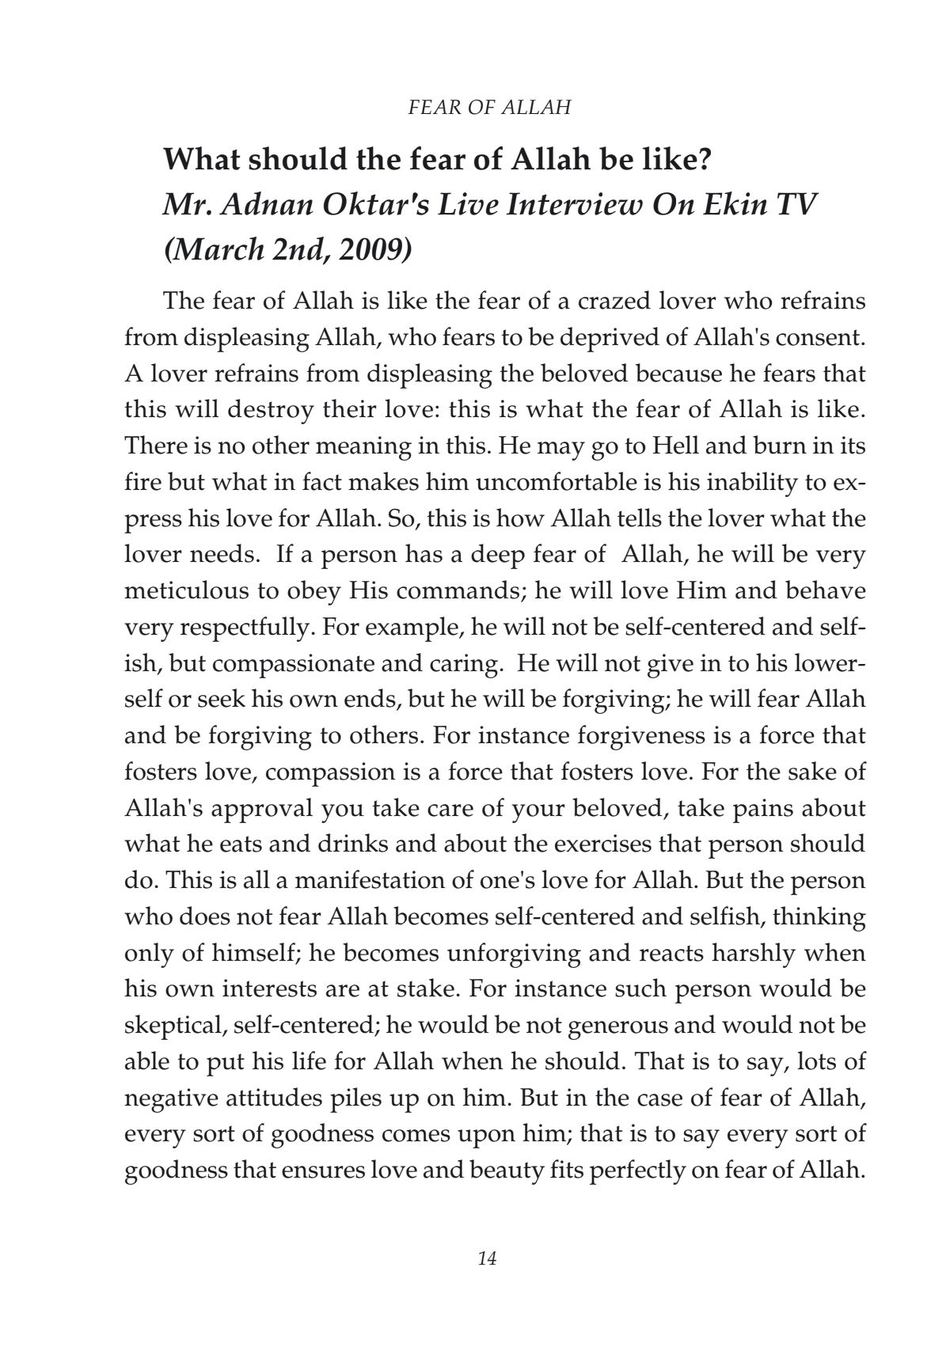 FEAR OF ALLAH
What should the fear of Allah be like?
Mr. Adnan Oktar's Live Interview On Ekin TV
(March 2nd, 2009)
The fear of Allah is like the fear of a crazed lover who refrains
from displeasing Allah, who fears to be deprived of Allah's consent.
A lover refrains from displeasing the beloved because he fears that
this will destroy their love: this is what the fear of Allah is like.
There is no other meaning in this. He may go to Hell and burn in its
fire but what in fact makes him uncomfortable is his inability to ex-
press his love for Allah. So, this is how Allah tells the lover what the
lover needs.  If a person has a deep fear of  Allah, he will be very
meticulous to obey His commands; he will love Him and behave
very respectfully. For example, he will not be self-centered and self-
ish, but compassionate and caring.  He will not give in to his lower-
self or seek his own ends, but he will be forgiving; he will fear Allah
and be forgiving to others. For instance forgiveness is a force that
fosters love, compassion is a force that fosters love. For the sake of
Allah's approval you take care of your beloved, take pains about
what he eats and drinks and about the exercises that person should
do. This is all a manifestation of one's love for Allah. But the person
who does not fear Allah becomes self-centered and selfish, thinking
only of himself; he becomes unforgiving and reacts harshly when
his own interests are at stake. For instance such person would be
skeptical, self-centered; he would be not generous and would not be
able to put his life for Allah when he should. That is to say, lots of
negative attitudes piles up on him. But in the case of fear of Allah,
every sort of goodness comes upon him; that is to say every sort of
goodness that ensures love and beauty fits perfectly on fear of Allah.
14